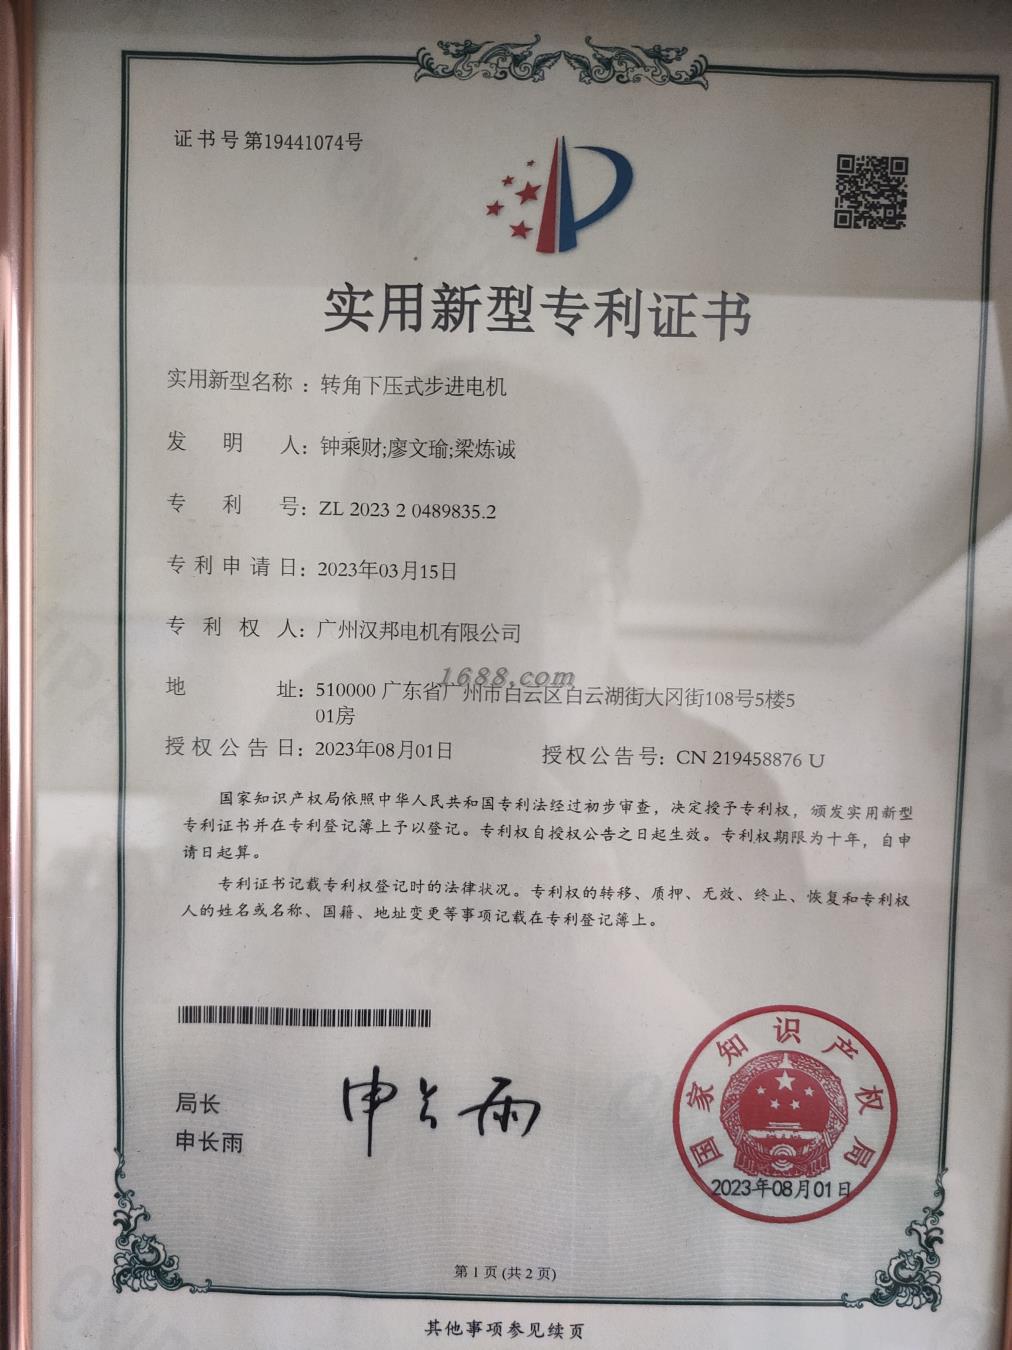 证书号第19441074号
实用新型专利证书
实用新型名称：转角下压式步进电机
发明人：钟乘财;廖文瑜;梁炼诚
专利号：ZL 2023 2 0489835.2
专利申请日：2023年03月15日
专利权人：广州汉邦电机有限公司
1688.com
地址：510000 广东省广州市白云区白云湖街大冈街108号5楼5
01房
授权公告日：2023年08月01日 授权公告号：CN 219458876 U
国家知识产权局依照中华人民共和国专利法经过初步审查，决定授予专利权，颁发实用新型
专利证书并在专利登记簿上予以登记。专利权自授权公告之日起生效。专利权期限为十年，自申
请日起算。
专利证书记载专利权登记时的法律状况。专利权的转移、质押、无效、终止、恢复和专利权
人的姓名或名称、国籍、地址变更等事项记载在专利登记簿上。
局长
申长雨
申长雨
国家知识产权局
2023年08月01日
第 1 页 (共 2 页)
其他事项参见续页